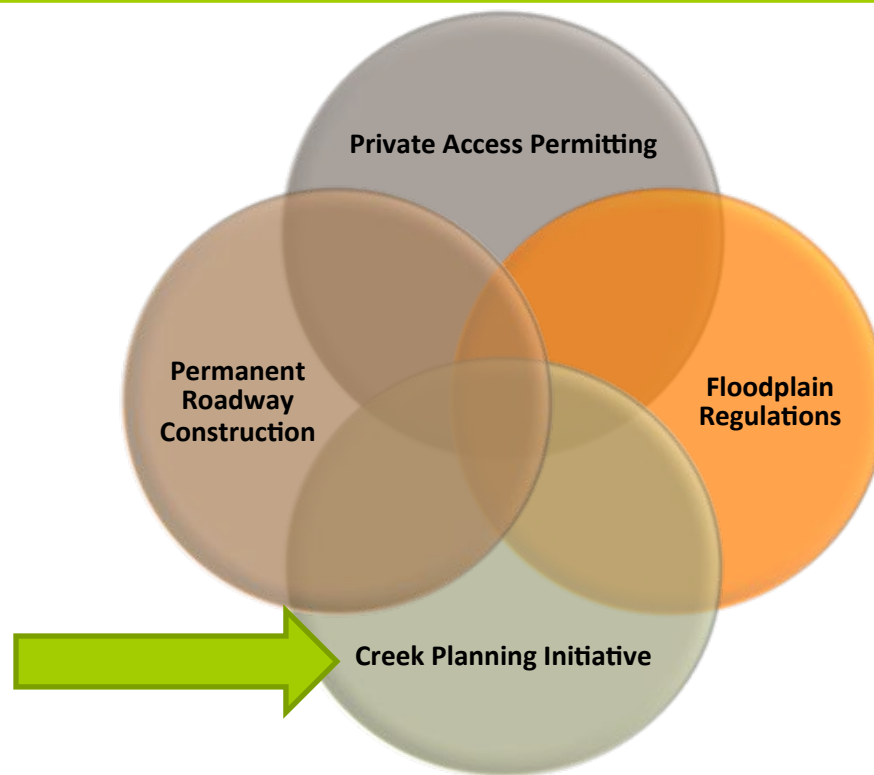 Private Access Permitting
Permanent
Roadway
Construction
Floodplain
Regulations
Creek Planning Initiative